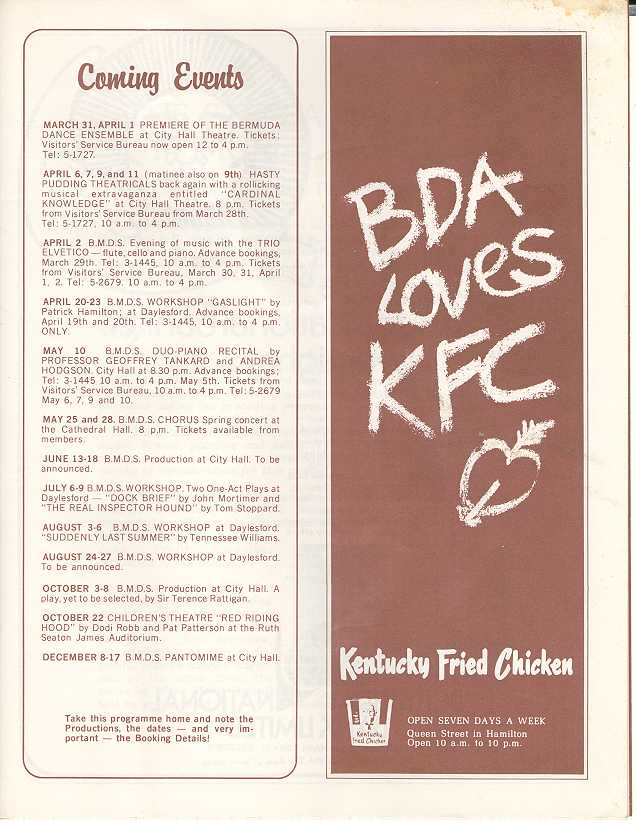 Coming Events
MARCH 31, APRIL 1 PREMIERE OF THE BERMUDA
DANCE ENSEMBLE at City Hall Theatre. Tickets:
Visitors' Service Bureau now open 12 to 4 p.m.
Tel: 5-1727.
APRIL 6, 7, 9, and 11 (matinee also on 9th) HASTY
PUDDING THEATRICALS back again with a rollicking
musical extravaganza entitled "CARDINAL
KNOWLEDGE" at City Hall Theatre. 8 p.m. Tickets
from Visitors' Service Bureau from March 28th.
Tel: 5-1727, 10 a.m. to 4 p.m.
APRIL 2 B.M.D.S. Evening of music with the TRIO
ELVETICO — flute, cello and piano. Advance bookings,
March 29th. Tel: 3-1445, 10 a.m. to 4 p.m. Tickets
from Visitors' Service Bureau, March 30, 31, April
1, 2. Tel: 5-2679. 10 a.m. to 4 p.m.
APRIL 20-23 B.M.D.S. WORKSHOP "GASLIGHT" by
Patrick Hamilton; at Daylesford. Advance bookings,
April 19th and 20th. Tel: 3-1445, 10 a.m. to 4 p.m.
ONLY.
MAY 10 B.M.D.S. DUO-PIANO RECITAL by
PROFESSOR GEOFFREY TANKARD and ANDREA
HODGSON. City Hall at 8.30 p.m. Advance bookings;
Tel: 3-1445 10 a.m. to 4 p.m. May 5th. Tickets from
Visitors' Service Bureau, 10 a.m. to 4 p.m. Tel: 5-2679
May 6, 7, 9 and 10.
MAY 25 and 28. B.M.D.S. CHORUS Spring concert at
the Cathedral Hall. 8 p.m. Tickets available from
members.
JUNE 13-18 B.M.D.S. Production at City Hall. To be
announced.
JULY 6-9 B.M.D.S. WORKSHOP, Two One-Act Plays at
Daylesford — "DOCK BRIEF" by John Mortimer and
"THE REAL INSPECTOR HOUND" by Tom Stoppard.
AUGUST 3-6 B.M.D.S. WORKSHOP at Daylesford.
"SUDDENLY LAST SUMMER" by Tennessee Williams.
AUGUST 24-27 B.M.D.S. WORKSHOP at Daylesford.
To be announced.
OCTOBER 3-8 B.M.D.S. Production at City Hall. A
play, yet to be selected, by Sir Terence Rattigan.
OCTOBER 22 CHILDREN'S THEATRE "RED RIDING
HOOD" by Dodi Robb and Pat Patterson at the Ruth
Seaton James Auditorium.
DECEMBER 8-17 B.M.D.S. PANTOMIME at City Hall.
Take this programme home and note the
Productions, the dates — and very im-
portant — the Booking Details!
BDA
LOVES
KFC
Kentucky Fried Chicken
Kentucky
Fried Chicken
OPEN SEVEN DAYS A WEEK
Queen Street in Hamilton
Open 10 a.m. to 10 p.m.